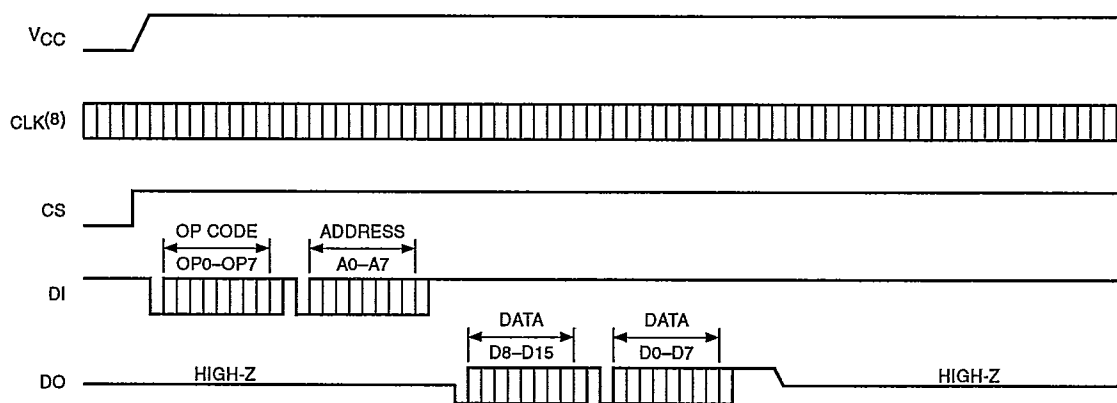 VCC
CLK(8)
CS
OP CODE ADDRESS
OP0–OP7 A0–A7
DI
DATA DATA
D8–D15 D0–D7
DO HIGH-Z HIGH-Z